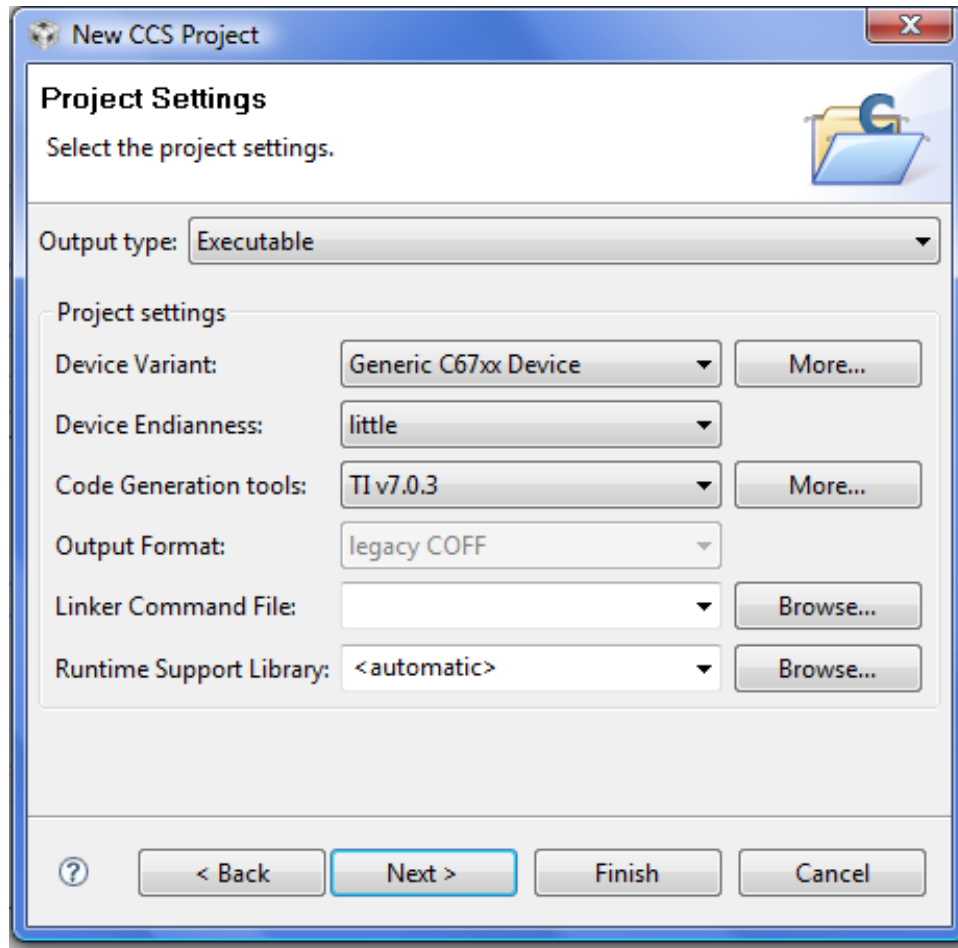 New CCS Project
X
Project Settings
Select the project settings.
C
Output type: Executable
Project settings
Device Variant: Generic C67xx Device More...
Device Endianness: little
Code Generation tools: TI v7.0.3 More...
Output Format: legacy COFF
Linker Command File: Browse...
Runtime Support Library: <automatic> Browse...
? < Back Next > Finish Cancel